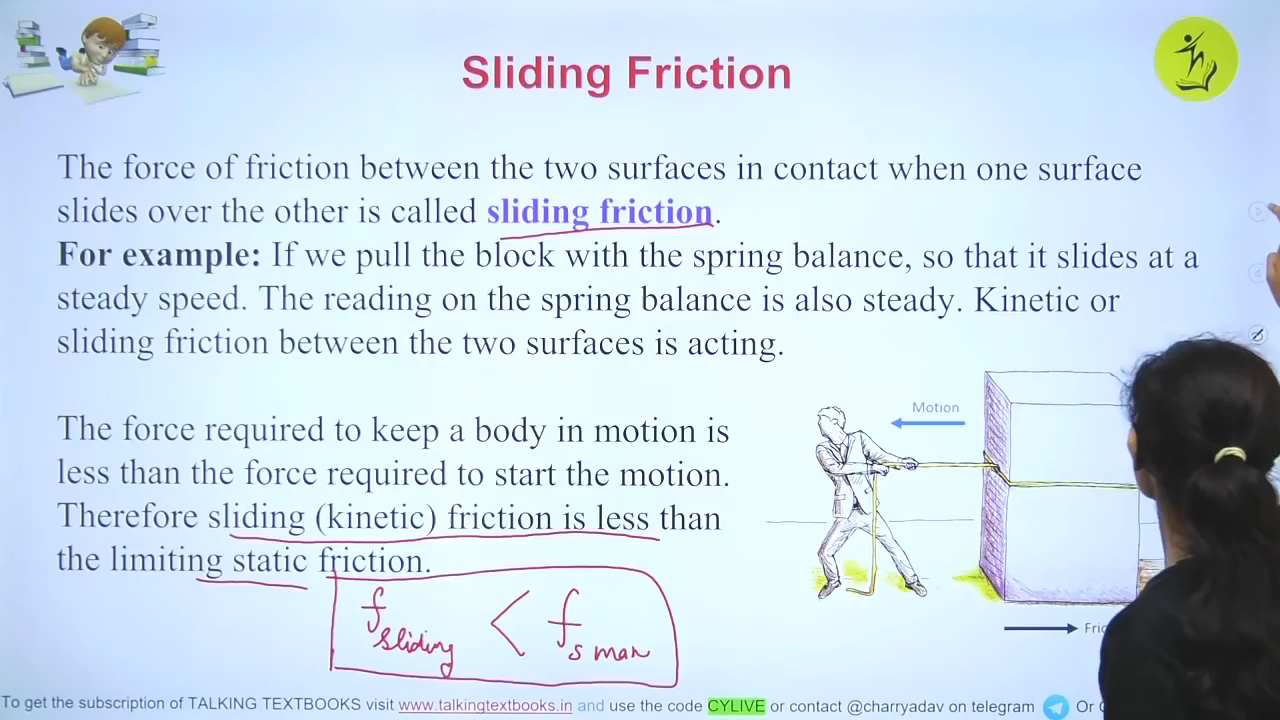 Sliding Friction
The force of friction between the two surfaces in contact when one surface
slides over the other is called sliding friction.
For example: If we pull the block with the spring balance, so that it slides at a
steady speed. The reading on the spring balance is also steady. Kinetic or
sliding friction between the two surfaces is acting.
The force required to keep a body in motion is
less than the force required to start the motion.
Therefore sliding (kinetic) friction is less than
the limiting static friction.
Motion
f sliding < f s max
To get the subscription of TALKING TEXTBOOKS visit www.talkingtextbooks.in and use the code CYLIVE or contact @charryadav on telegram Or